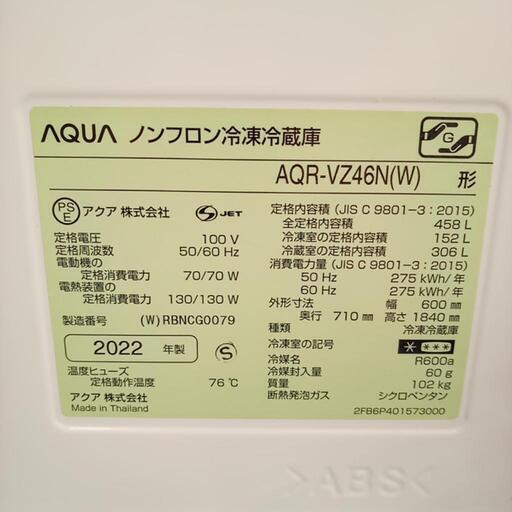 AQUA ノンフロン冷凍冷蔵庫
G
AQR-VZ46N(W) 形
PS E アクア 株式会社 S JET
定格電圧 100 V
定格周波数 50/60 Hz
電動機の
定格消費電力 70/70 W
電熱装置の
定格消費電力 130/130 W
製造番号 (W)RBNCG0079
2022 年製 S
温度ヒューズ
定格動作温度 76 ℃
アクア 株式会社
Made in Thailand
定格内容積 (JIS C 9801-3 : 2015)
全定格内容積 458 L
冷凍室の定格内容積 152 L
冷蔵室の定格内容積 306 L
消費電力量 (JIS C 9801-3 : 2015)
50 Hz 275 kWh/年
60 Hz 275 kWh/年
外形寸法 幅 600 ㎜
奥行 710 ㎜ 高さ 1840 ㎜
種類 冷凍冷蔵庫
冷凍室の記号 * ***
冷媒名 R600a
冷媒封入量 60 g
質量 102 kg
断熱発泡ガス シクロペンタン
2FB6P401573000
>ABS<